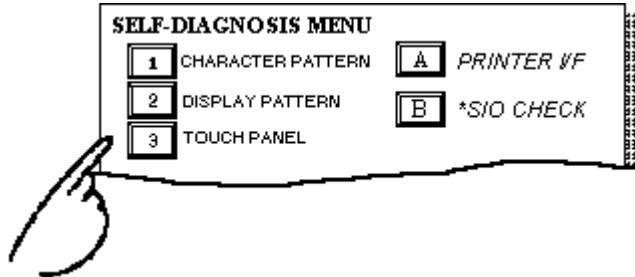 SELF-DIAGNOSIS MENU
1 CHARACTER PATTERN A PRINTER I/F
2 DISPLAY PATTERN B *SIO CHECK
3 TOUCH PANEL